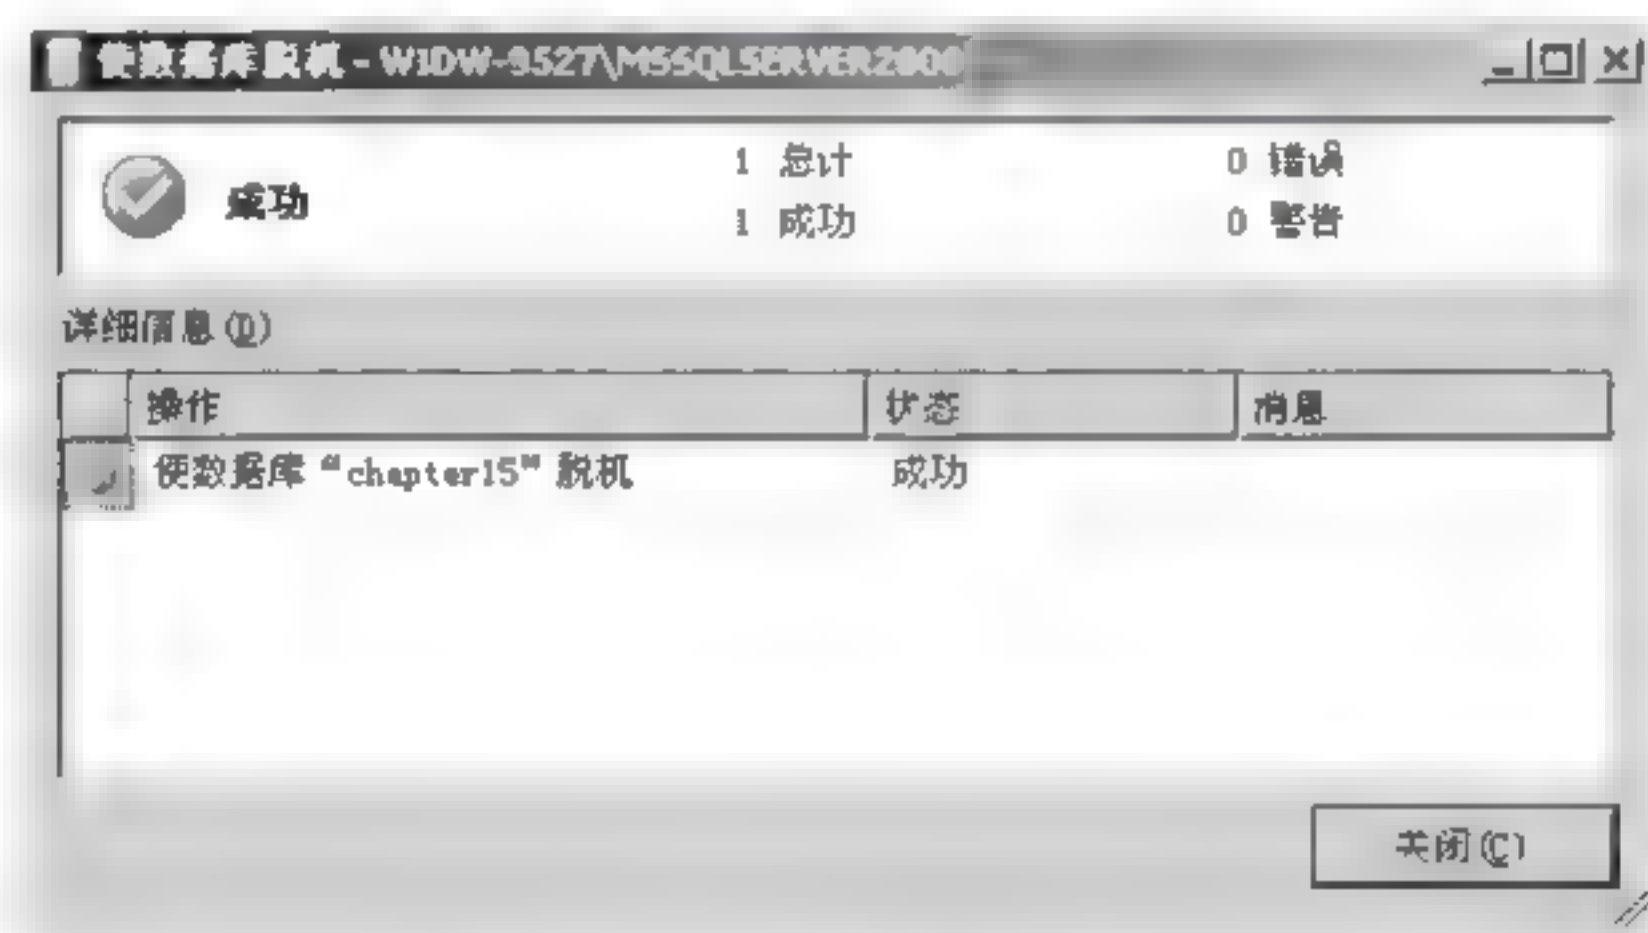 使数据库脱机 - WIDW-9527\MSSQLSERVER2008
成功
1 总计
0 错误
1 成功
0 警告
详细信息(D)
操作 状态 消息
使数据库“chapter15”脱机 成功
关闭(C)